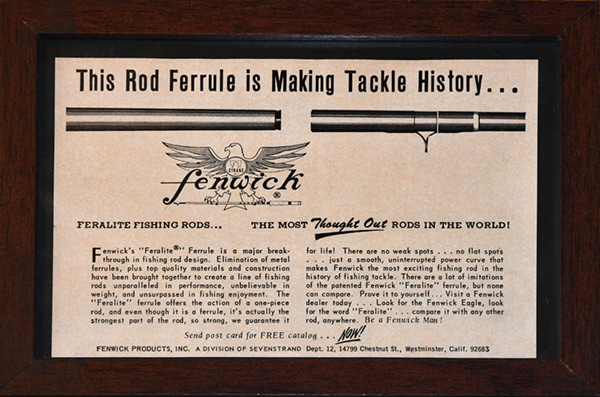 This Rod Ferrule is Making Tackle History...
STRAND
fenwick ®
FERALITE FISHING RODS... THE MOST Thought Out RODS IN THE WORLD!
Fenwick's "Feralite®" Ferrule is a major break-
through in fishing rod design. Elimination of metal
ferrules, plus top quality materials and construction
have been brought together to create a line of fishing
rods unparalleled in performance, unbelievable in
weight, and unsurpassed in fishing enjoyment. The
"Feralite" ferrule offers the action of a one-piece
rod, and even though it is a ferrule, it's actually the
strongest part of the rod, so strong, we guarantee it
for life! There are no weak spots . . . no flat spots
. . . just a smooth, uninterrupted power curve that
makes Fenwick the most exciting fishing rod in the
history of fishing tackle. There are a lot of imitations
of the patented Fenwick "Feralite" ferrule, but none
can compare. Prove it to yourself... Visit a Fenwick
dealer today . . . Look for the Fenwick Eagle, look
for the word "Feralite" . . . compare it with any other
rod, anywhere. Be a Fenwick Man!
Send post card for FREE catalog . . . NOW!
FENWICK PRODUCTS, INC. A DIVISION OF SEVENSTRAND Dept. 12, 14799 Chestnut St., Westminster, Calif. 92683